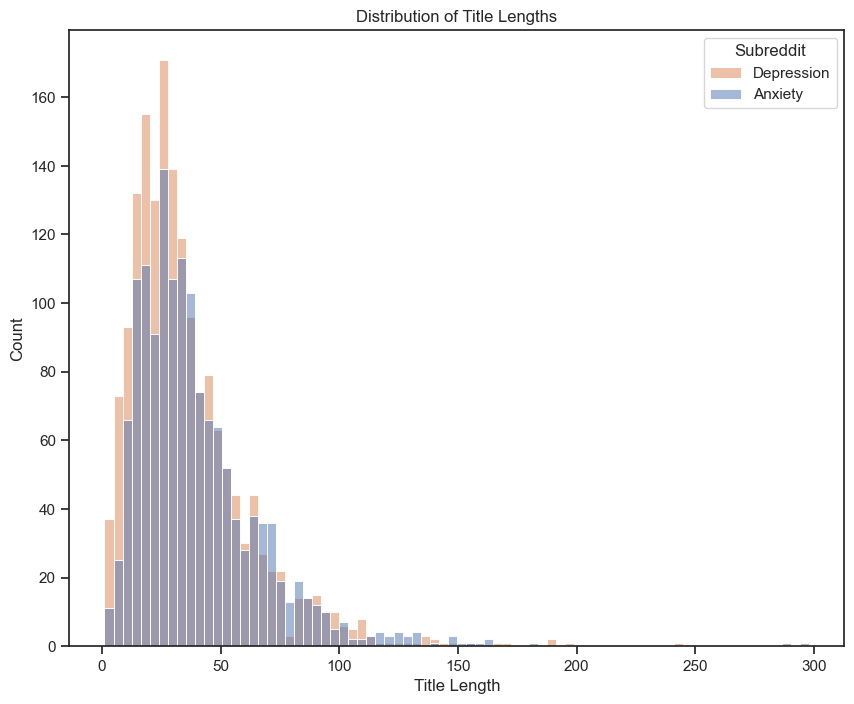 Distribution of Title Lengths
Subreddit
Depression
Anxiety
Count
160
140
120
100
80
60
40
20
0
0 50 100 150 200 250 300
Title Length